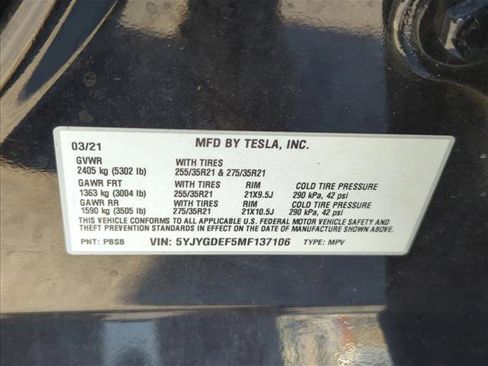 03/21 MFD BY TESLA, INC.
GVWR WITH TIRES
2405 kg (5302 lb) 255/35R21 & 275/35R21
GAWR FRT WITH TIRES RIM COLD TIRE PRESSURE
1363 kg (3004 lb) 255/35R21 21X9.5J 290 kPa, 42 psi
GAWR RR WITH TIRES RIM COLD TIRE PRESSURE
1590 kg (3505 lb) 275/35R21 21X10.5J 290 kPa, 42 psi
THIS VEHICLE CONFORMS TO ALL APPLICABLE U.S. FEDERAL MOTOR VEHICLE SAFETY AND
THEFT PREVENTION STANDARDS IN EFFECT ON THE DATE OF MANUFACTURE SHOWN ABOVE.
PNT: PBSB VIN: 5YJYGDEF5MF137106 TYPE: MPV